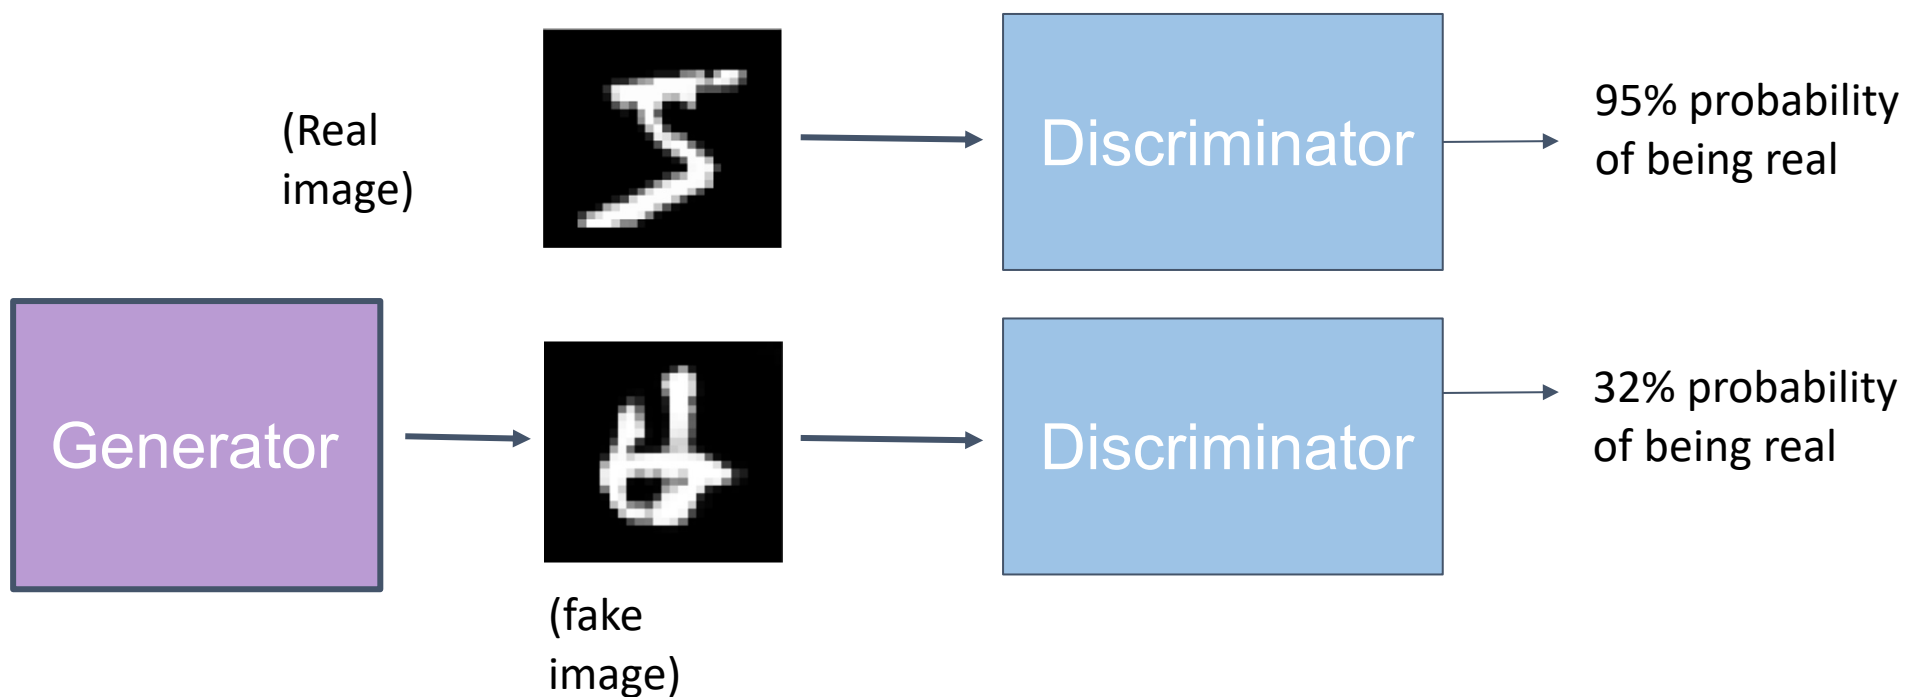 (Real
image)
Discriminator
95% probability
of being real
Generator
(fake
image)
Discriminator
32% probability
of being real